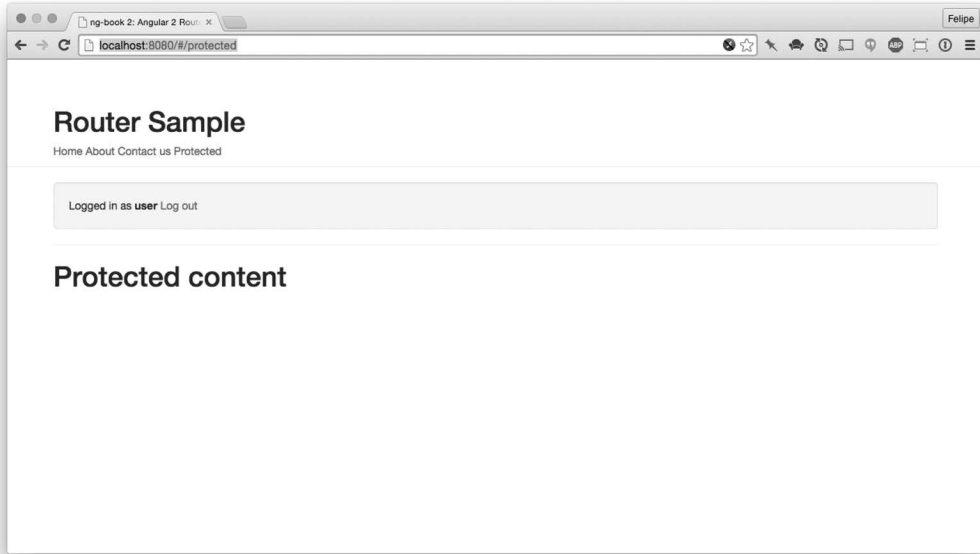 ng-book 2: Angular 2 Rout
Felipe
localhost:8080/#/protected
ABP
Router Sample
Home About Contact us Protected
Logged in as user Log out
Protected content